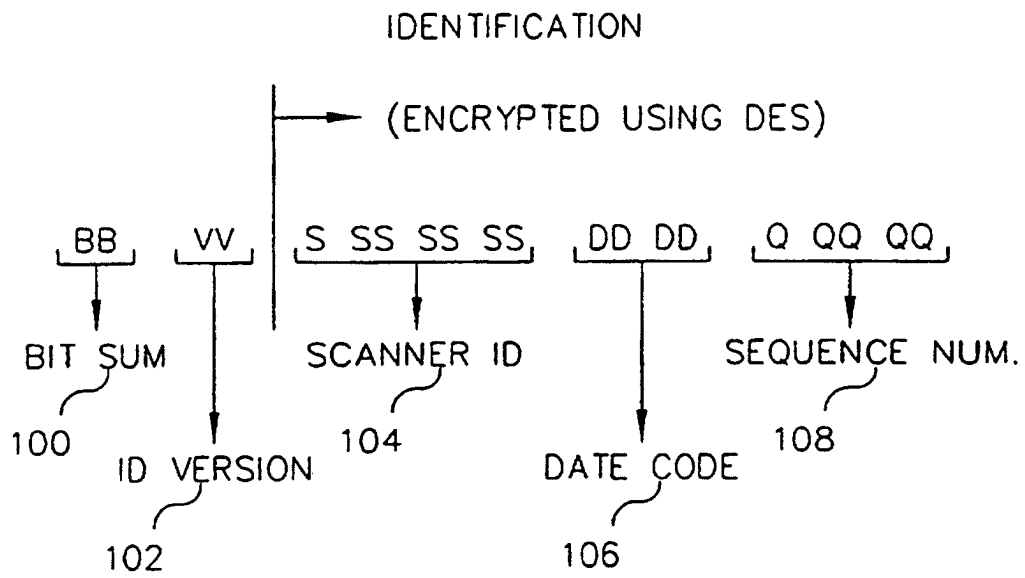 IDENTIFICATION
(ENCRYPTED USING DES)
BB VV S SS SS SS DD DD Q QQ QQ
BIT SUM SCANNER ID SEQUENCE NUM.
100 104 108
ID VERSION DATE CODE
102 106